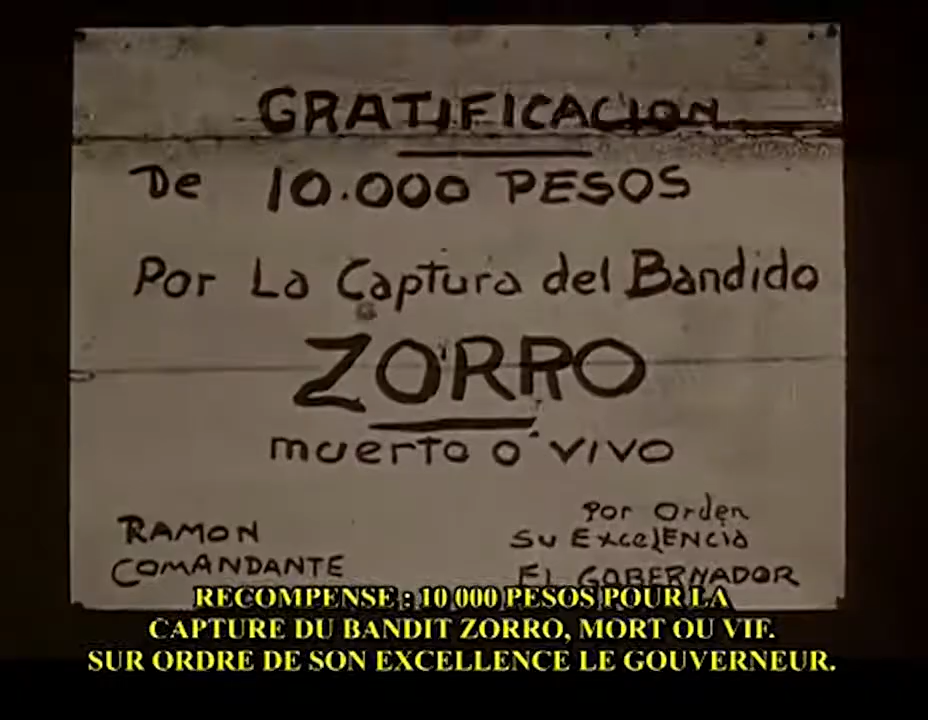 GRATIFICACION
De 10.000 PESOS
Por La Captura del Bandido
ZORRO
muerto ó vivo
RAMON
COMANDANTE
Por Orden
Su ExcelENCia
EL GOBERNADOR
RECOMPENSE : 10 000 PESOS POUR LA
CAPTURE DU BANDIT ZORRO, MORT OU VIF.
SUR ORDRE DE SON EXCELLENCE LE GOUVERNEUR.